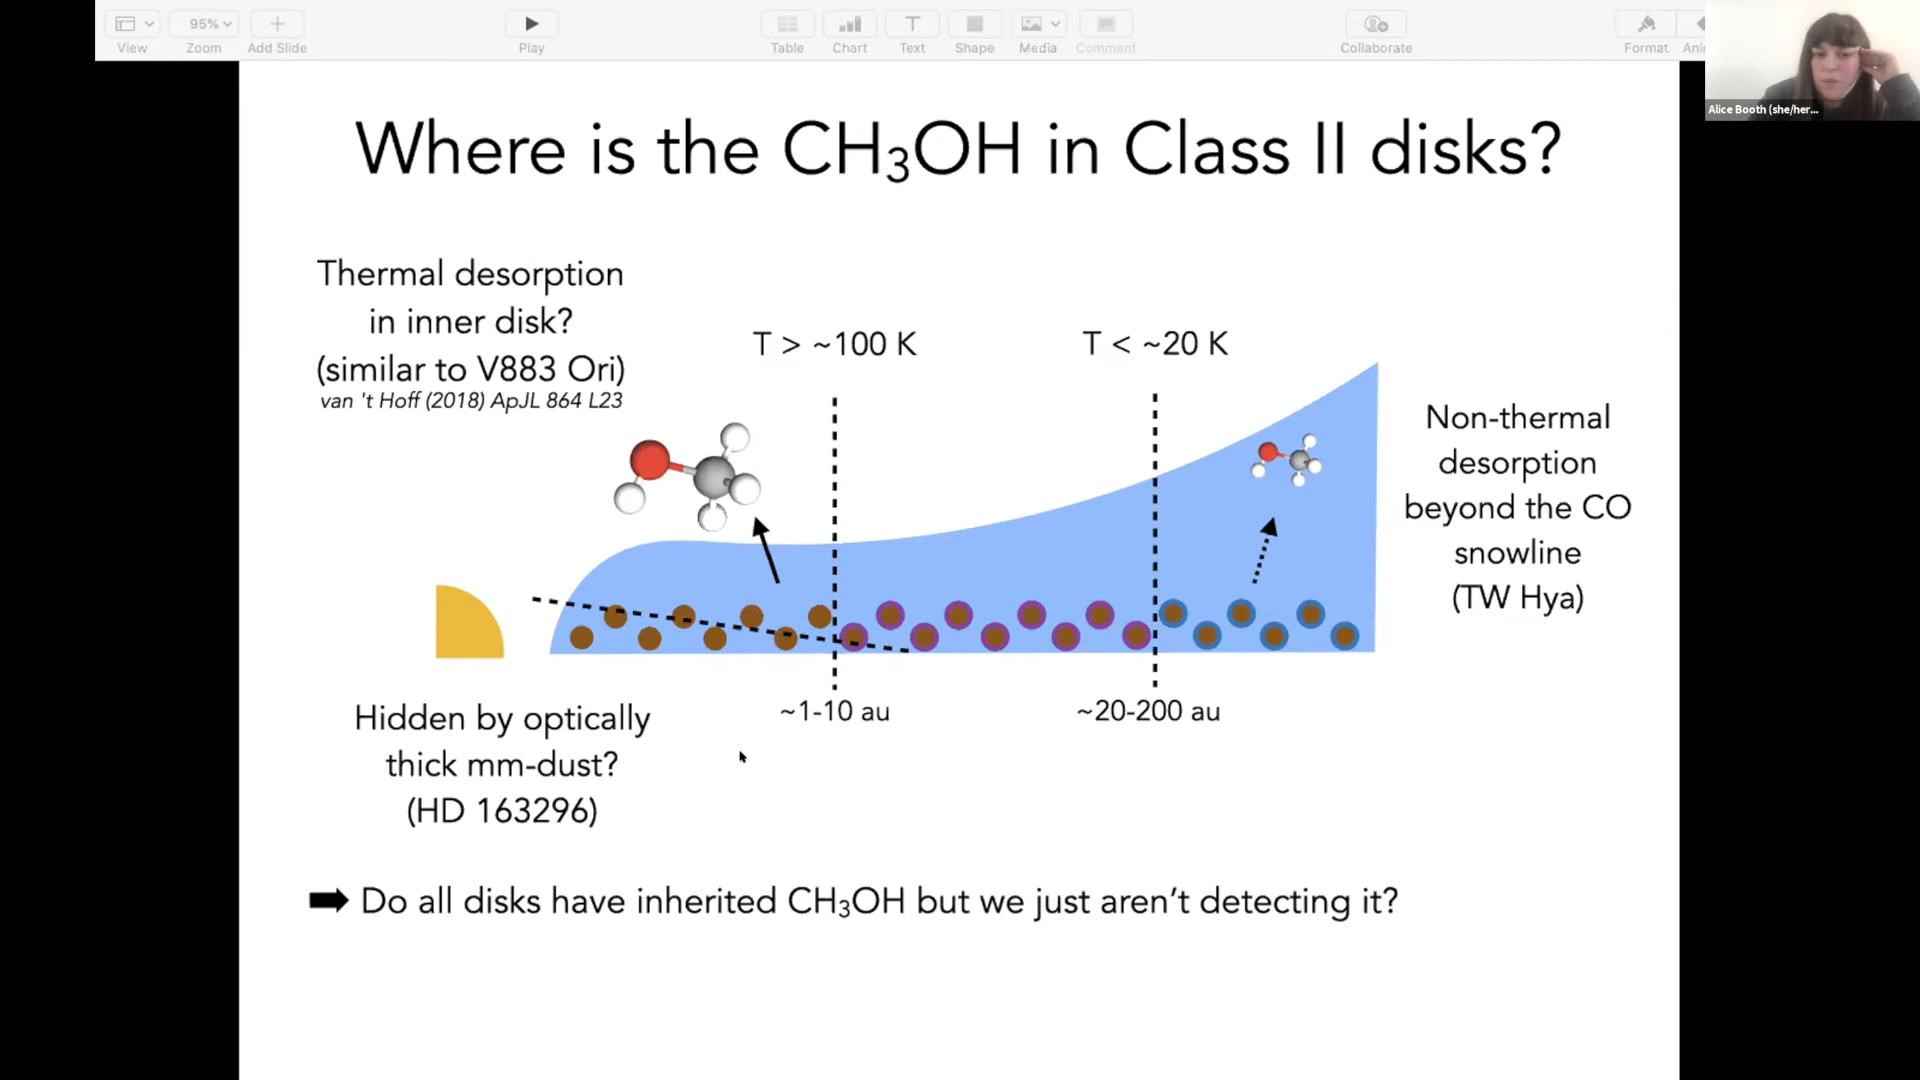 95%
View
Zoom
Add Slide
Play
Table
Chart
Text
Shape
Media
Comment
Collaborate
Format
Ani
Alice Booth (she/her...
Where is the CH₃OH in Class II disks?
Thermal desorption
in inner disk?
(similar to V883 Ori)
van 't Hoff (2018) ApJL 864 L23
T > ~100 K
T < ~20 K
Non-thermal
desorption
beyond the CO
snowline
(TW Hya)
~1-10 au
~20-200 au
Hidden by optically
thick mm-dust?
(HD 163296)
Do all disks have inherited CH₃OH but we just aren't detecting it?